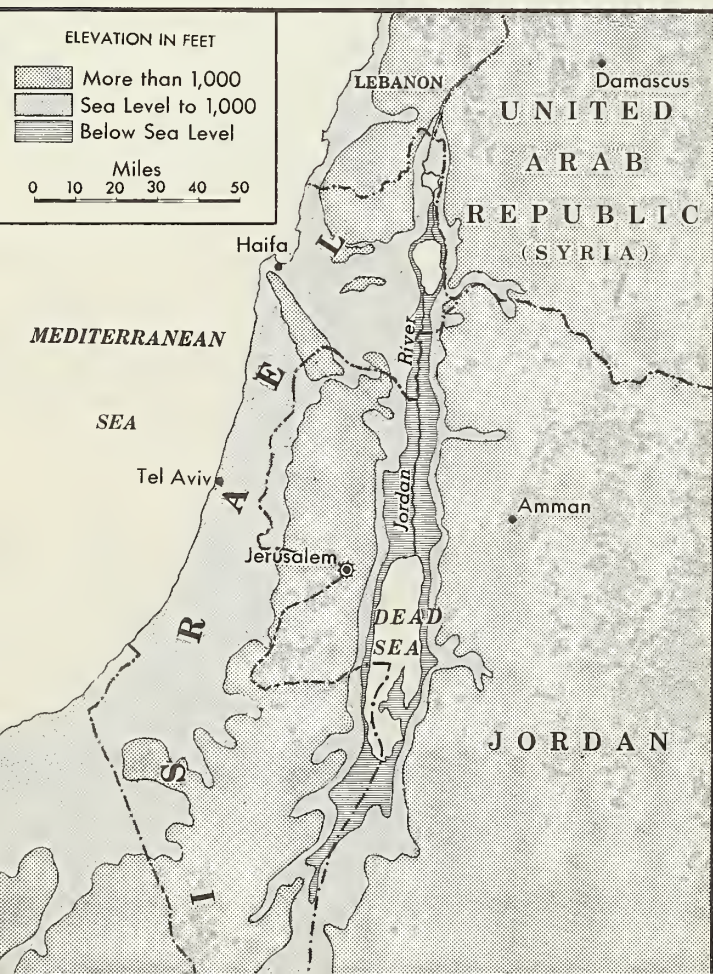 ELEVATION IN FEET
More than 1,000
Sea Level to 1,000
Below Sea Level
Miles
0 10 20 30 40 50
LEBANON
Damascus
UNITED
ARAB
REPUBLIC
(SYRIA)
Haifa
MEDITERRANEAN
SEA
River
Jordan
Tel Aviv
Amman
Jerusalem
DEAD
SEA
JORDAN
ISRAEL